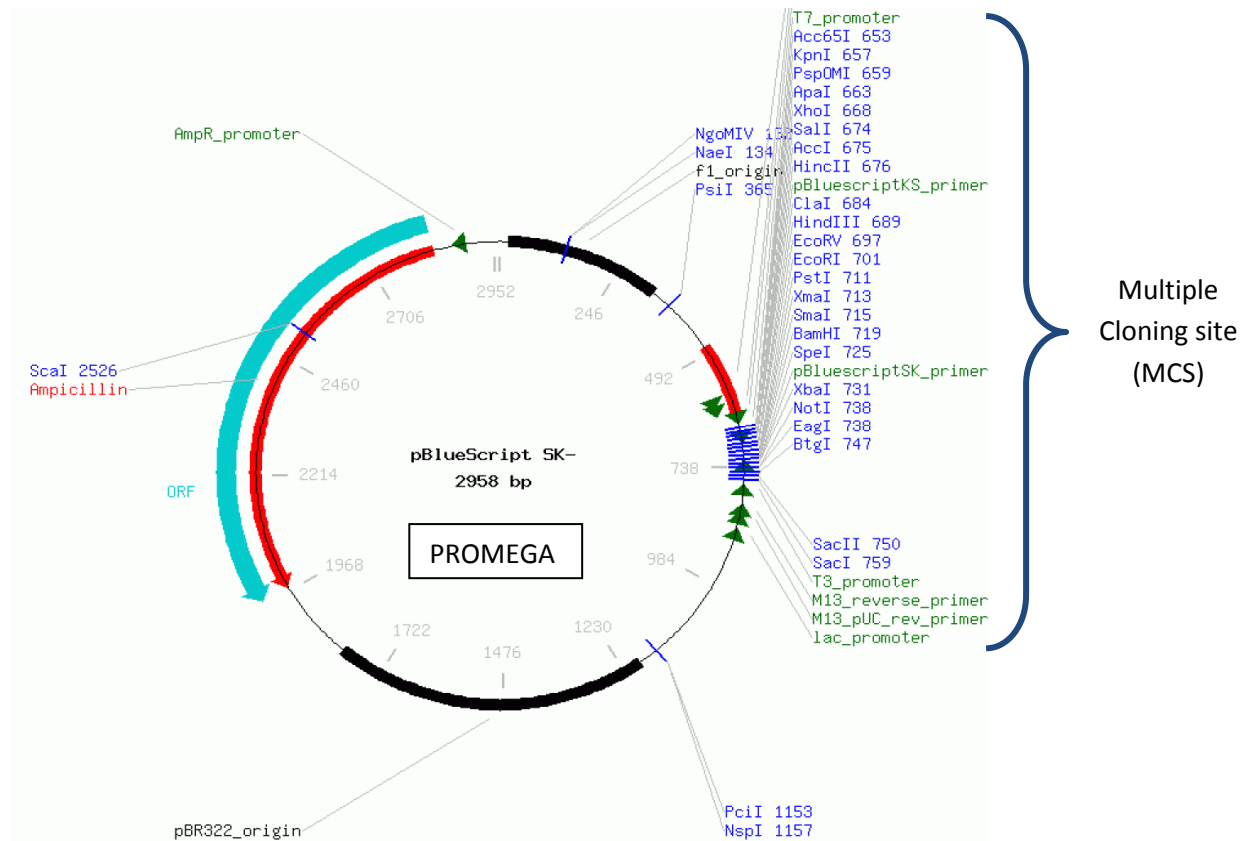 T7_promoter
Acc65I 653
KpnI 657
PspOMI 659
ApaI 663
XhoI 668
SalI 674
AccI 675
HincII 676
pBluescriptKS_primer
ClaI 684
HindIII 689
EcoRV 697
EcoRI 701
PstI 711
XmaI 713
SmaI 715
BamHI 719
SpeI 725
pBluescriptSK_primer
XbaI 731
NotI 738
EagI 738
BtgI 747
SacII 750
SacI 759
T3_promoter
M13_reverse_primer
M13_pUC_rev_primer
lac_promoter
Multiple
Cloning site
(MCS)
AmpR_promoter
NgoMIV
NaeI 134
f1_origin
PsiI 365
2952
246
2706
492
ScaI 2526
Ampicillin
2460
pBlueScript SK-
2958 bp
738
2214
ORF
PROMEGA
984
1968
1722
1230
1476
PciI 1153
NspI 1157
pBR322_origin